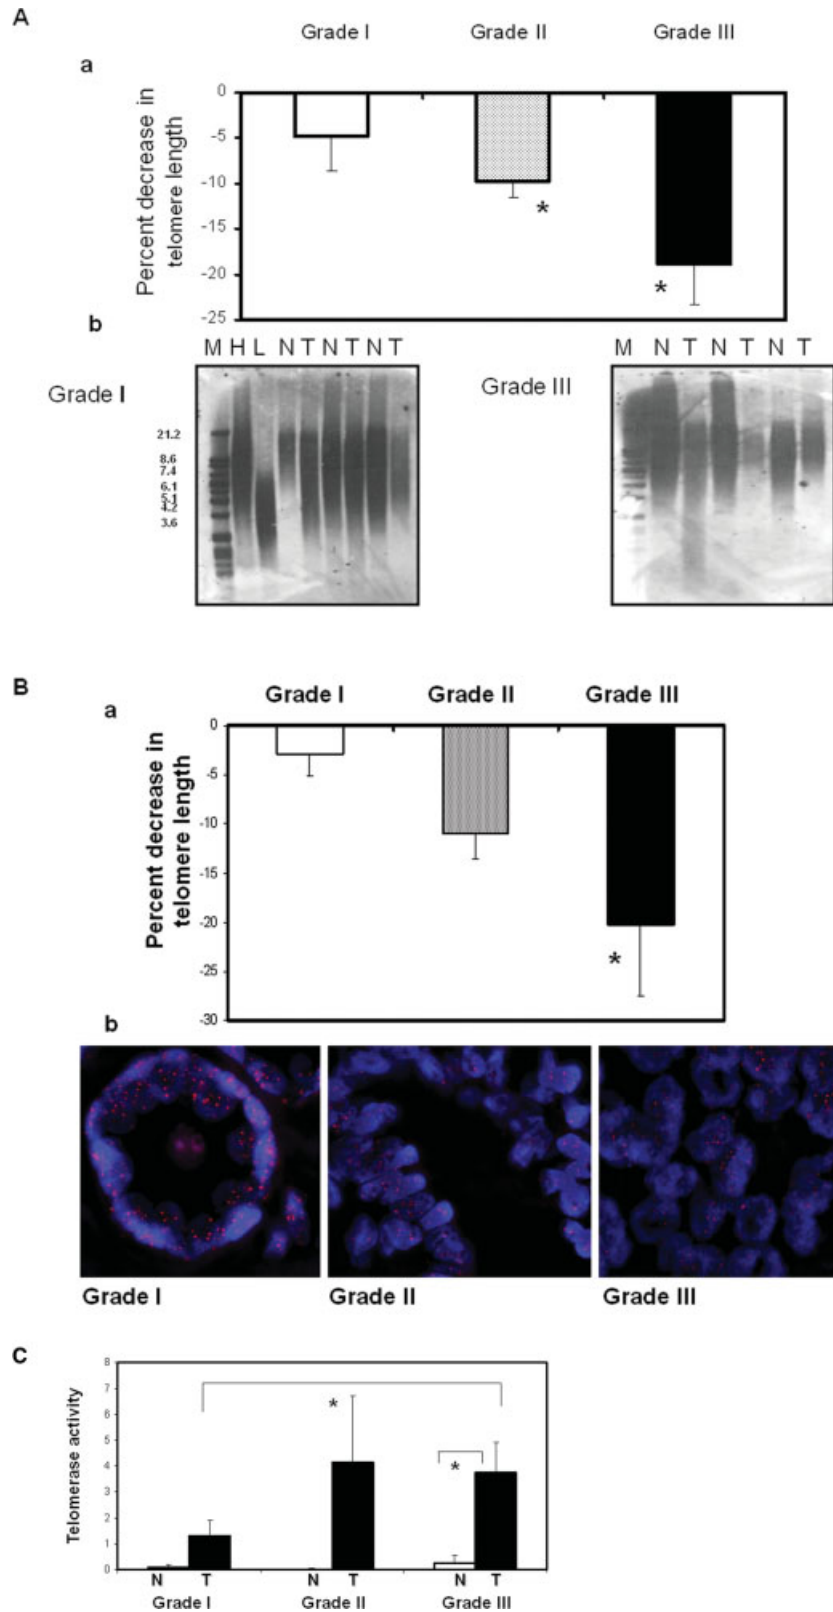 A
Grade I Grade II Grade III
a
Percent decrease in
telomere length
0
-5
-10
*
-15
-20
*
-25
b
M H L N T N T N T
M N T N T N T
Grade I
Grade III
21.2
8.6
7.4
6.1
5.1
4.2
3.6
B
Grade I Grade II Grade III
a
Percent decrease in
telomere length
0
-5
-10
-15
-20
*
-25
-30
b
Grade I Grade II Grade III
C
Telomerase activity
8
7
6
*
5
4
*
3
2
1
0
N T N T N T
Grade I Grade II Grade III